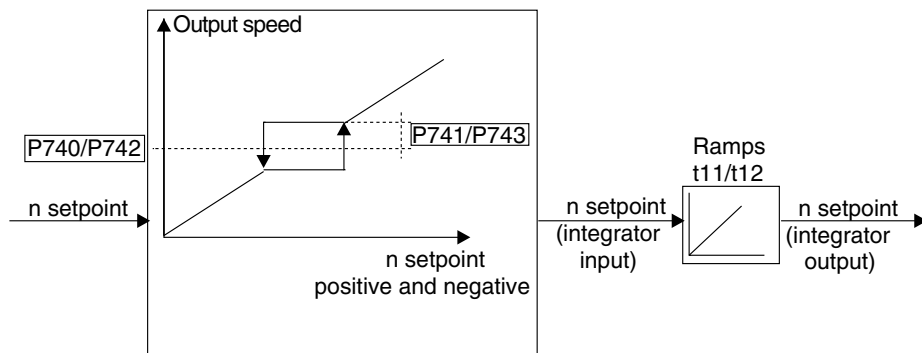 Output speed
P740/P742
P741/P743
Ramps
t11/t12
n setpoint
n setpoint
positive and negative
n setpoint
(integrator
input)
n setpoint
(integrator
output)